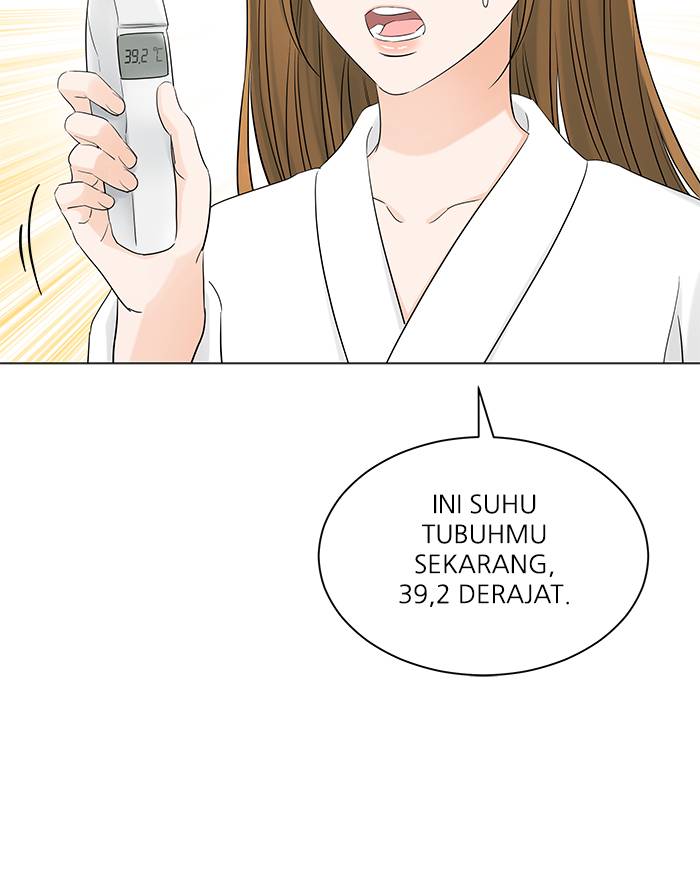 39,2 °C
INI SUHU
TUBUHMU
SEKARANG,
39,2 DERAJAT.